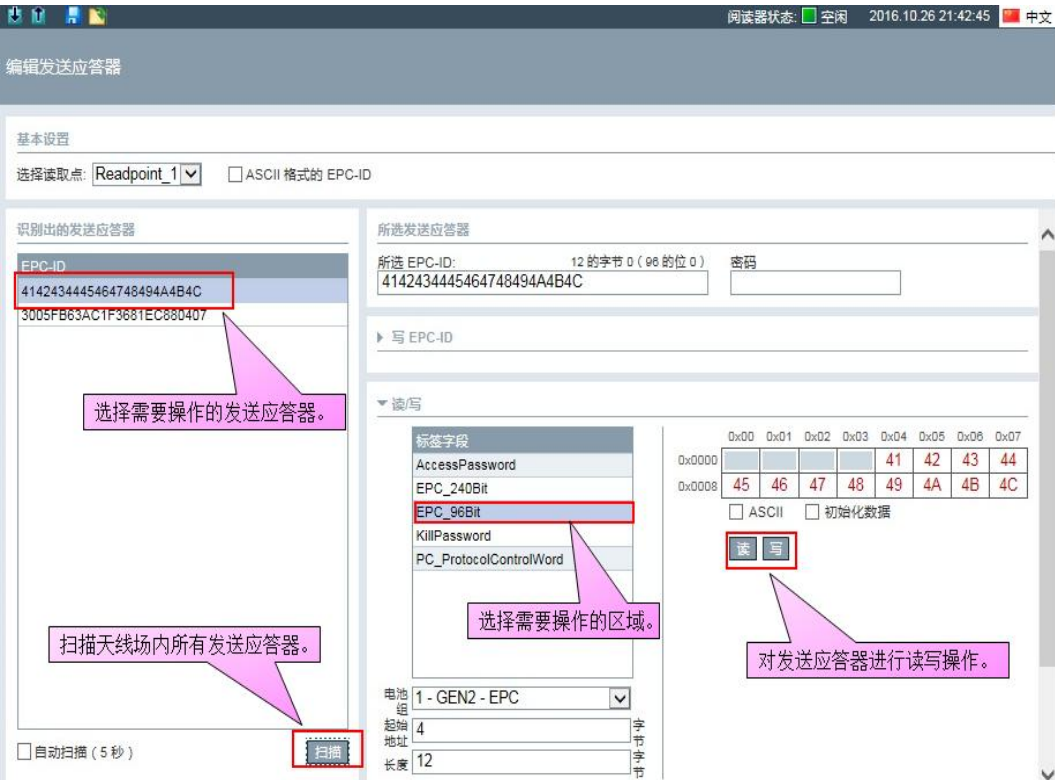 阅读器状态: 空闲 2016.10.26 21:42:45 中文
编辑发送应答器
基本设置
选择读取点: Readpoint_1 ASCII 格式的 EPC-ID
识别出的发送应答器
EPC-ID
4142434445464748494A4B4C
3005FB63AC1F3681EC880407
选择需要操作的发送应答器。
扫描天线场内所有发送应答器。
自动扫描 ( 5 秒 ) 扫描
所选发送应答器
所选 EPC-ID: 12 的字节 0 ( 96 的位 0 ) 密码
4142434445464748494A4B4C
写 EPC-ID
读/写
标签字段
AccessPassword
EPC_240Bit
EPC_96Bit
KillPassword
PC_ProtocolControlWord
选择需要操作的区域。
电池组 1 - GEN2 - EPC
起始地址 4 字节
长度 12 字节
0x00 0x01 0x02 0x03 0x04 0x05 0x06 0x07
0x0000 41 42 43 44
0x0008 45 46 47 48 49 4A 4B 4C
ASCII 初始化数据
读 写
对发送应答器进行读写操作。